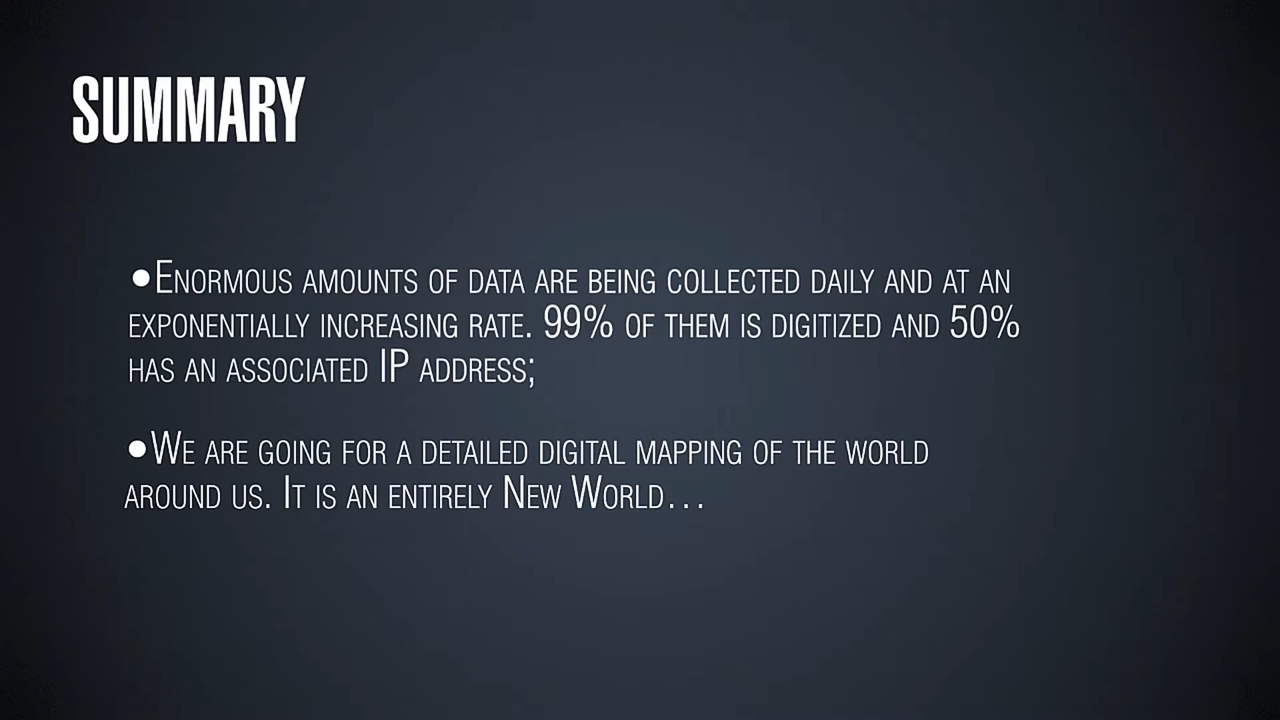 SUMMARY
•Enormous amounts of data are being collected daily and at an
exponentially increasing rate. 99% of them is digitized and 50%
has an associated IP address;
•We are going for a detailed digital mapping of the world
around us. It is an entirely New World...